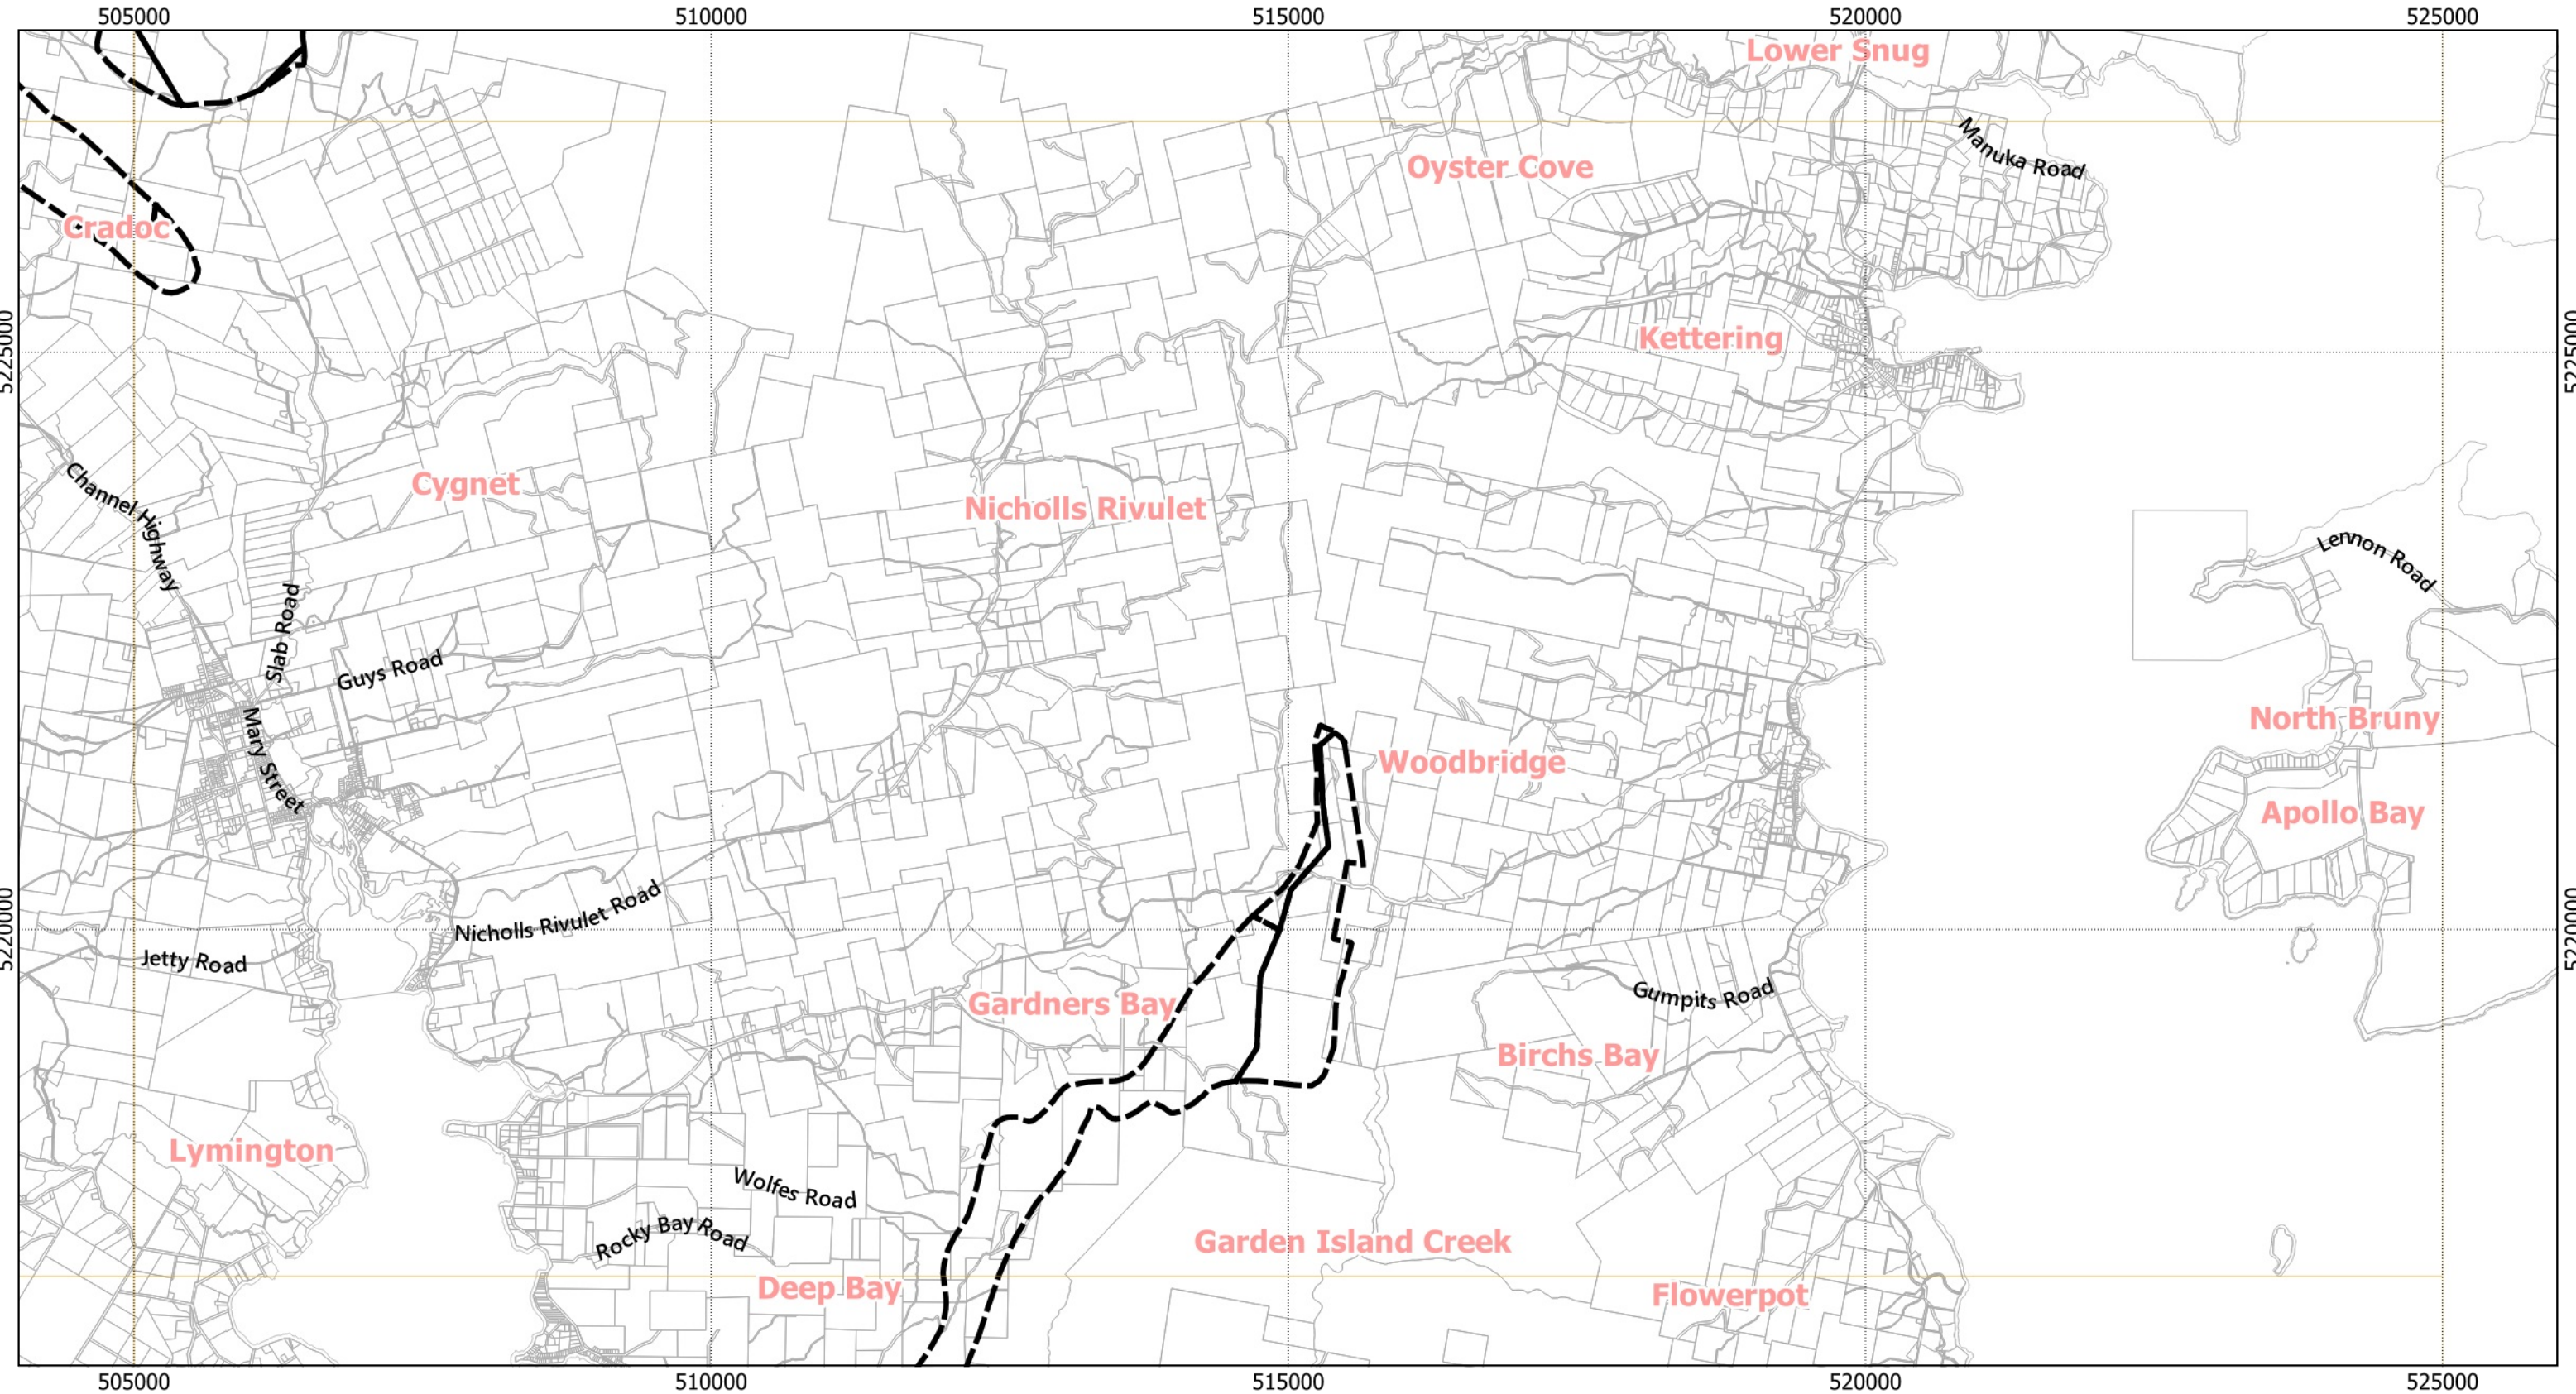 505000
510000
515000
520000
525000
Lower Snug
Manuka Road
Oyster Cove
Cradoc
5225000
5225000
Kettering
Channel Highway
Cygnet
Nicholls Rivulet
Lennon Road
Slab Road
Guys Road
Mary Street
North Bruny
Woodbridge
Apollo Bay
Nicholls Rivulet Road
5220000
5220000
Jetty Road
Gardners Bay
Gumpits Road
Birchs Bay
Lymington
Wolfes Road
Rocky Bay Road
Garden Island Creek
Deep Bay
Flowerpot
505000
510000
515000
520000
525000